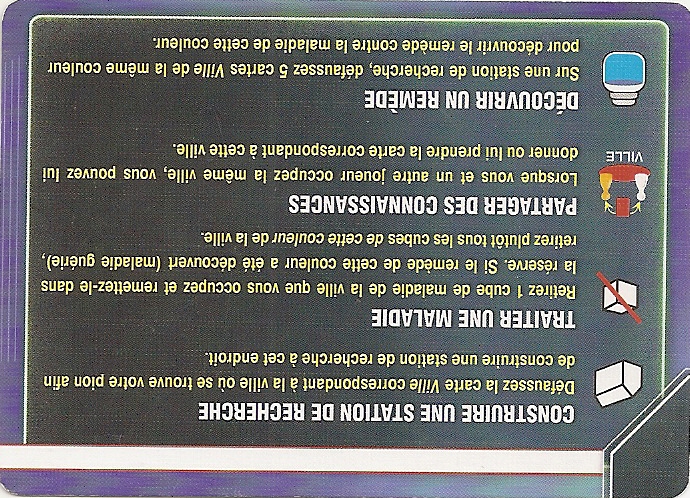 CONSTRUIRE UNE STATION DE RECHERCHE
Défaussez la carte Ville correspondant à la ville où se trouve votre pion afin
de construire une station de recherche à cet endroit.
TRAITER UNE MALADIE
Retirez 1 cube de maladie de la ville que vous occupez et remettez-le dans
la réserve. Si le remède de cette couleur a été découvert (maladie guérie),
retirez plutôt tous les cubes de cette couleur de la ville.
PARTAGER DES CONNAISSANCES
Lorsque vous et un autre joueur occupez la même ville, vous pouvez lui
donner ou lui prendre la carte correspondant à cette ville.
VILLE
DÉCOUVRIR UN REMÈDE
Sur une station de recherche, défaussez 5 cartes Ville de la même couleur
pour découvrir le remède contre la maladie de cette couleur.